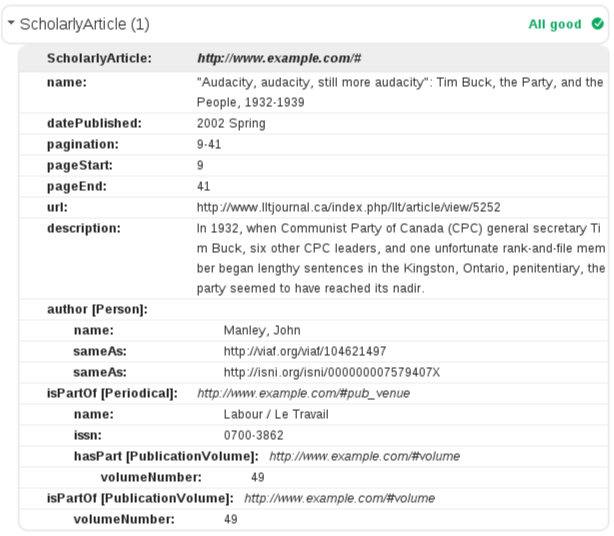 ScholarlyArticle (1) All good
ScholarlyArticle: http://www.example.com/#
name: "Audacity, audacity, still more audacity": Tim Buck, the Party, and the
People, 1932-1939
datePublished: 2002 Spring
pagination: 9-41
pageStart: 9
pageEnd: 41
url: http://www.lltjournal.ca/index.php/llt/article/view/5252
description: In 1932, when Communist Party of Canada (CPC) general secretary Ti
m Buck, six other CPC leaders, and one unfortunate rank-and-file mem
ber began lengthy sentences in the Kingston, Ontario, penitentiary, the
party seemed to have reached its nadir.
author [Person]:
name: Manley, John
sameAs: http://viaf.org/viaf/104621497
sameAs: http://isni.org/isni/000000007579407X
isPartOf [Periodical]: http://www.example.com/#pub_venue
name: Labour / Le Travail
issn: 0700-3862
hasPart [PublicationVolume]: http://www.example.com/#volume
volumeNumber: 49
isPartOf [PublicationVolume]: http://www.example.com/#volume
volumeNumber: 49